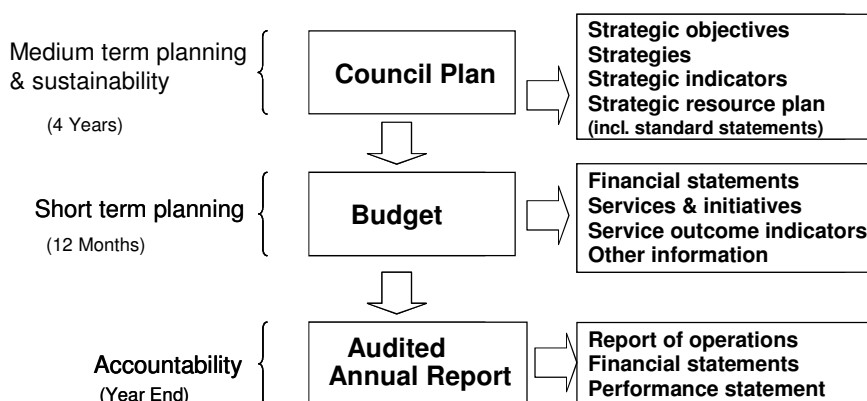 Medium term planning
& sustainability
(4 Years)
Council Plan
Strategic objectives
Strategies
Strategic indicators
Strategic resource plan
(incl. standard statements)
Short term planning
(12 Months)
Budget
Financial statements
Services & initiatives
Service outcome indicators
Other information
Accountability
(Year End)
Audited
Annual Report
Report of operations
Financial statements
Performance statement